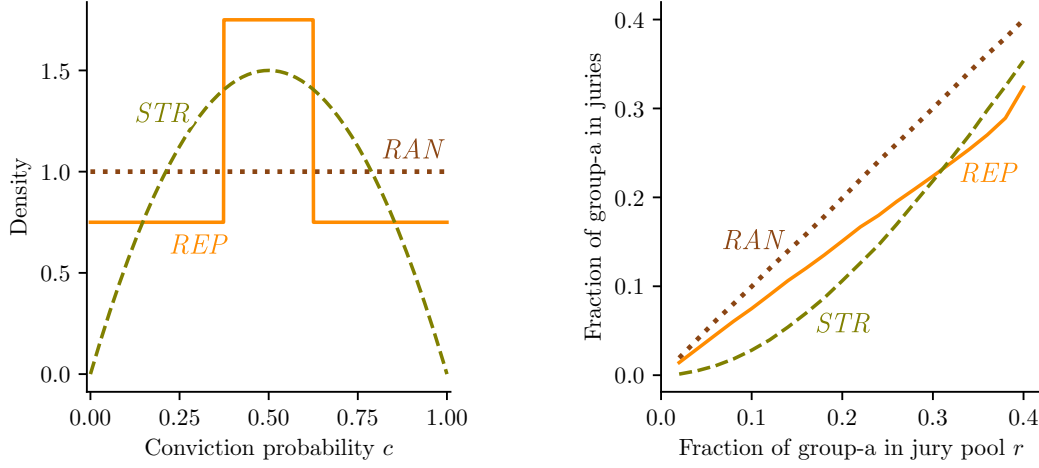 1.5
1.0
0.5
0.0
Density
STR
RAN
REP
0.00
0.25
0.50
0.75
1.00
Conviction probability c
0.4
0.3
0.2
0.1
0.0
Fraction of group-a in juries
RAN
REP
STR
0.0
0.1
0.2
0.3
0.4
Fraction of group-a in jury pool r